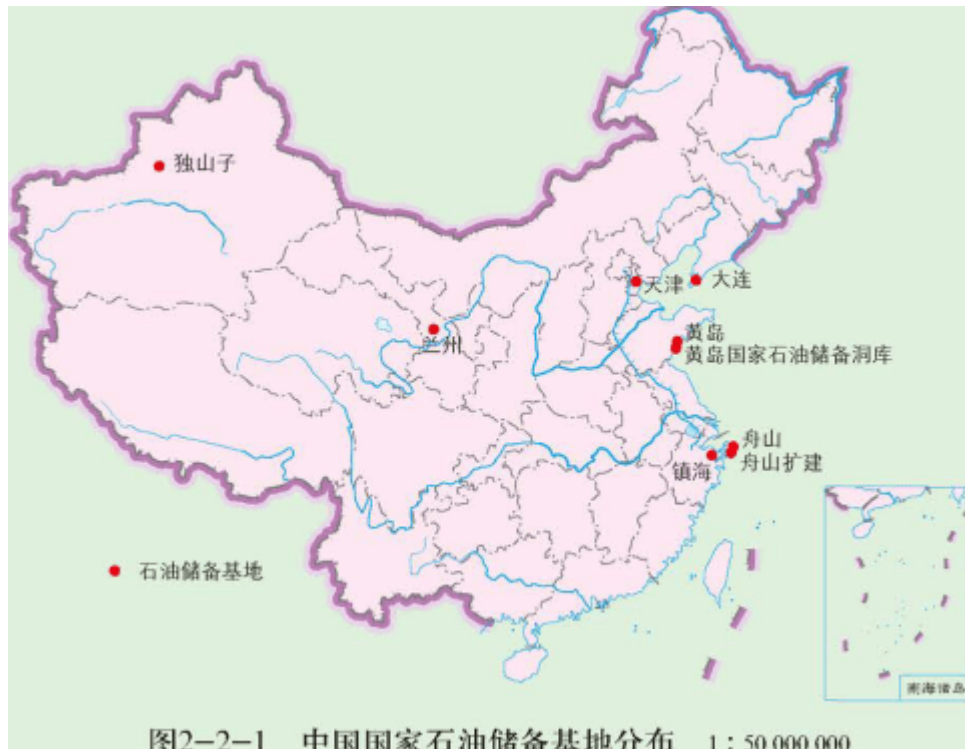 独山子
天津
大连
兰州
黄岛
黄岛国家石油储备洞库
舟山
舟山扩建
镇海
石油储备基地
南海诸岛
图2-2-1 中国国家石油储备基地分布 1：50 000 000